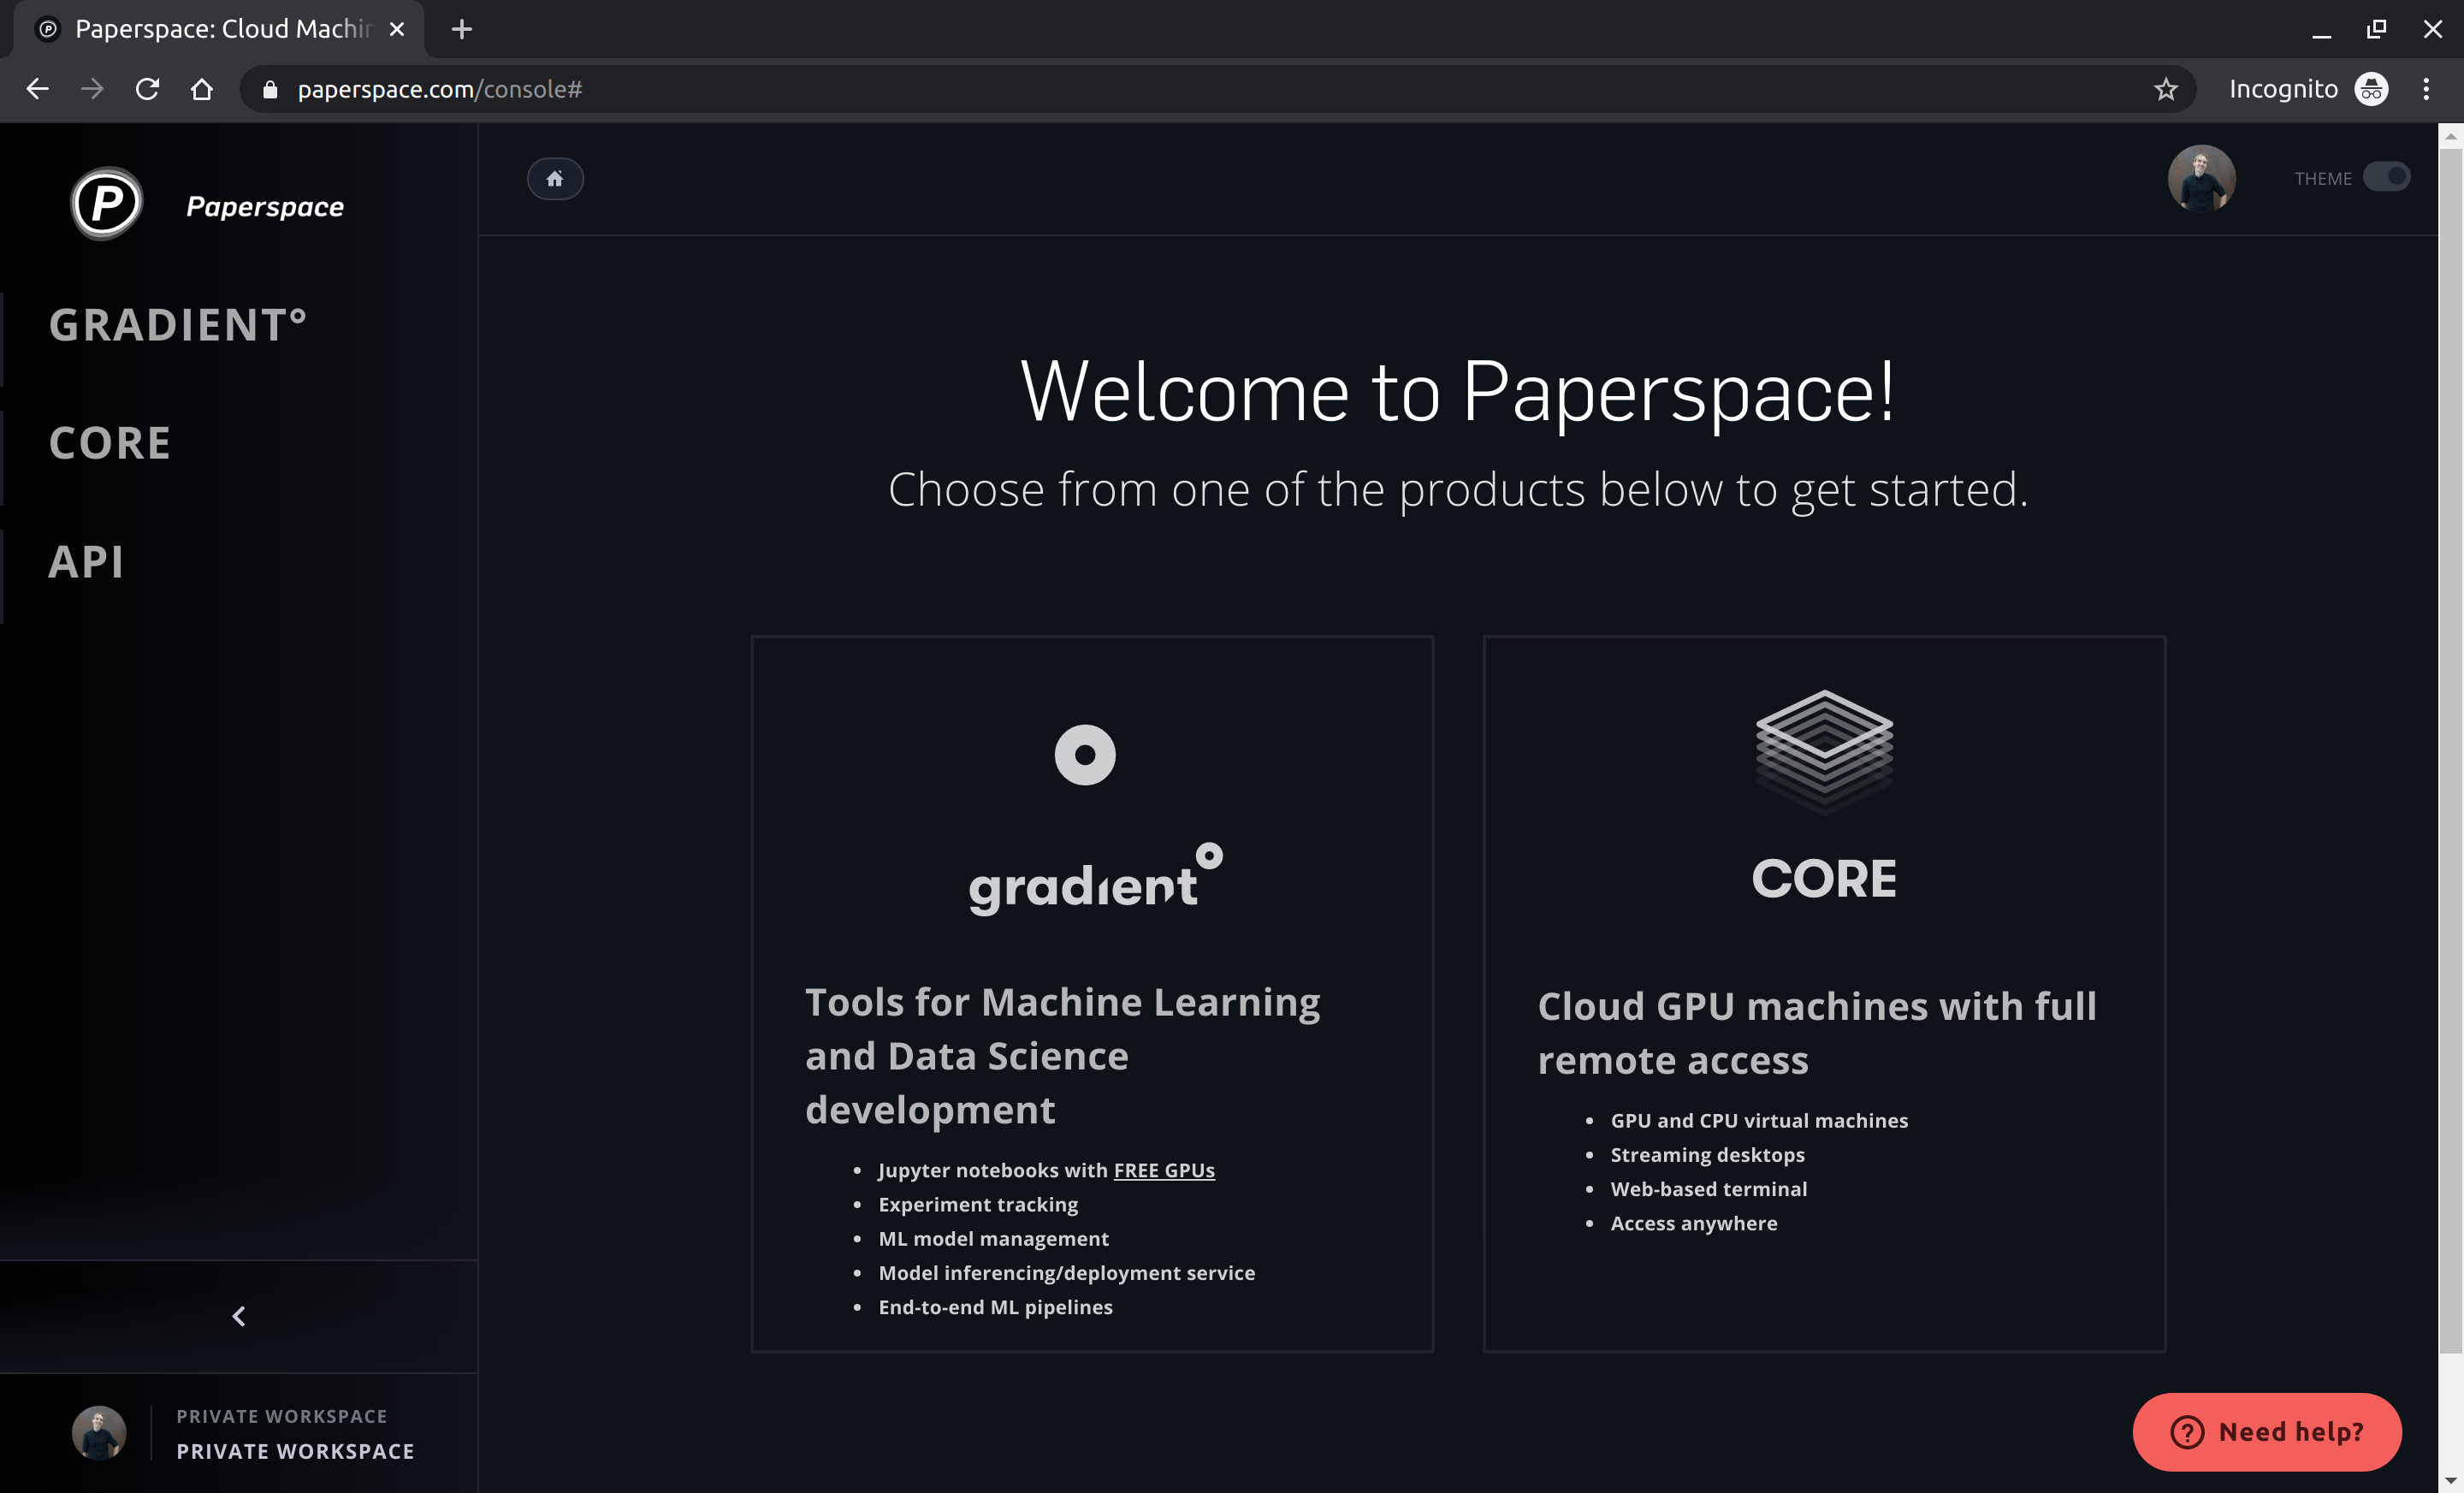 Paperspace: Cloud Machin
paperspace.com/console#
Incognito
P Paperspace
THEME
GRADIENT°
CORE
API
Welcome to Paperspace!
Choose from one of the products below to get started.
gradient°
Tools for Machine Learning
and Data Science
development
Jupyter notebooks with FREE GPUs
Experiment tracking
ML model management
Model inferencing/deployment service
End-to-end ML pipelines
CORE
Cloud GPU machines with full
remote access
GPU and CPU virtual machines
Streaming desktops
Web-based terminal
Access anywhere
PRIVATE WORKSPACE
PRIVATE WORKSPACE
? Need help?